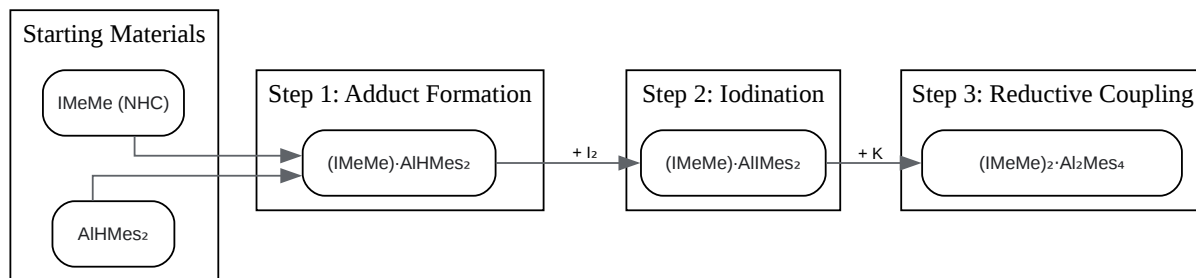 Starting Materials
IMeMe (NHC)
AlHMes₂
Step 1: Adduct Formation
(IMeMe)·AlHMes₂
+ I₂
Step 2: Iodination
(IMeMe)·AlIMes₂
+ K
Step 3: Reductive Coupling
(IMeMe)₂·Al₂Mes₄